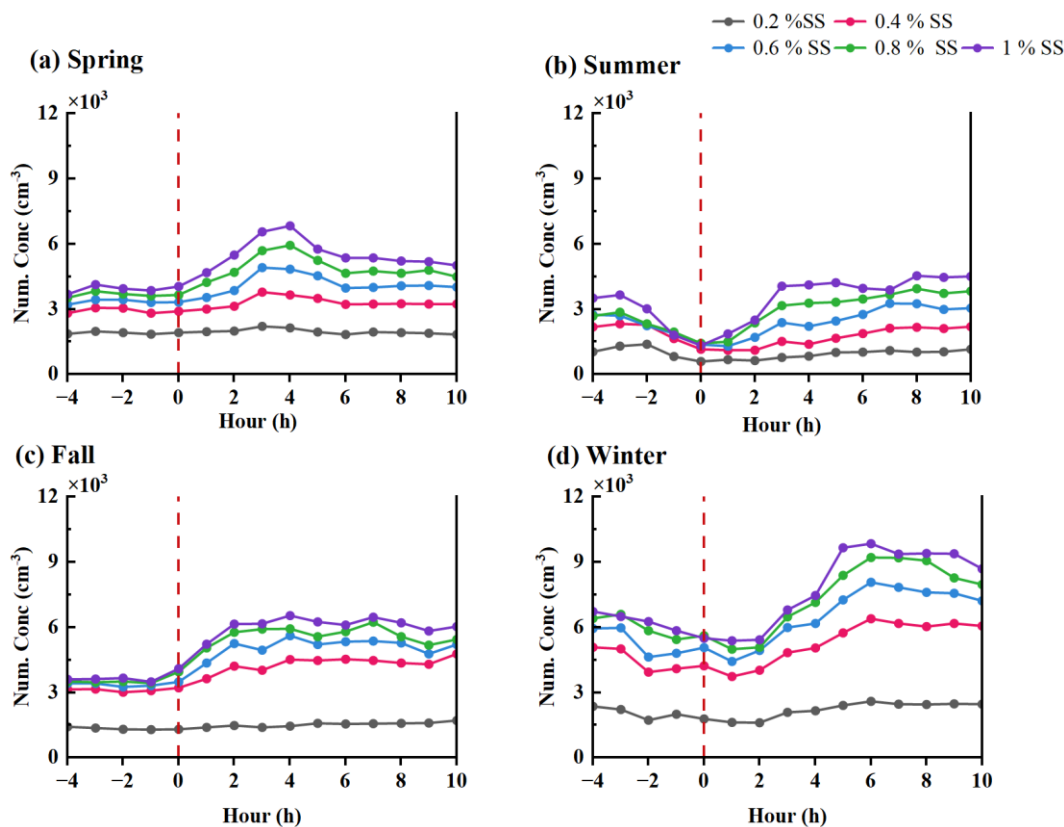 0.2 %SS 0.4 % SS
0.6 % SS 0.8 % SS 1 % SS
(a) Spring
×10³
12
9
6
3
0
Num. Conc (cm⁻³)
−4 −2 0 2 4 6 8 10
Hour (h)
(b) Summer
×10³
12
9
6
3
0
Num. Conc (cm⁻³)
−4 −2 0 2 4 6 8 10
Hour (h)
(c) Fall
×10³
12
9
6
3
0
Num. Conc (cm⁻³)
−4 −2 0 2 4 6 8 10
Hour (h)
(d) Winter
×10³
12
9
6
3
0
Num. Conc (cm⁻³)
−4 −2 0 2 4 6 8 10
Hour (h)